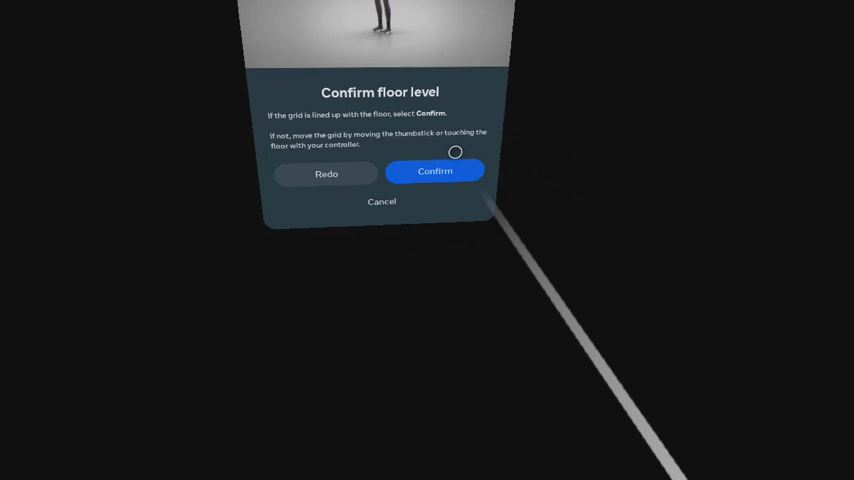 Confirm floor level
If the grid is lined up with the floor, select Confirm.
If not, move the grid by moving the thumbstick or touching the
floor with your controller.
Redo
Confirm
Cancel